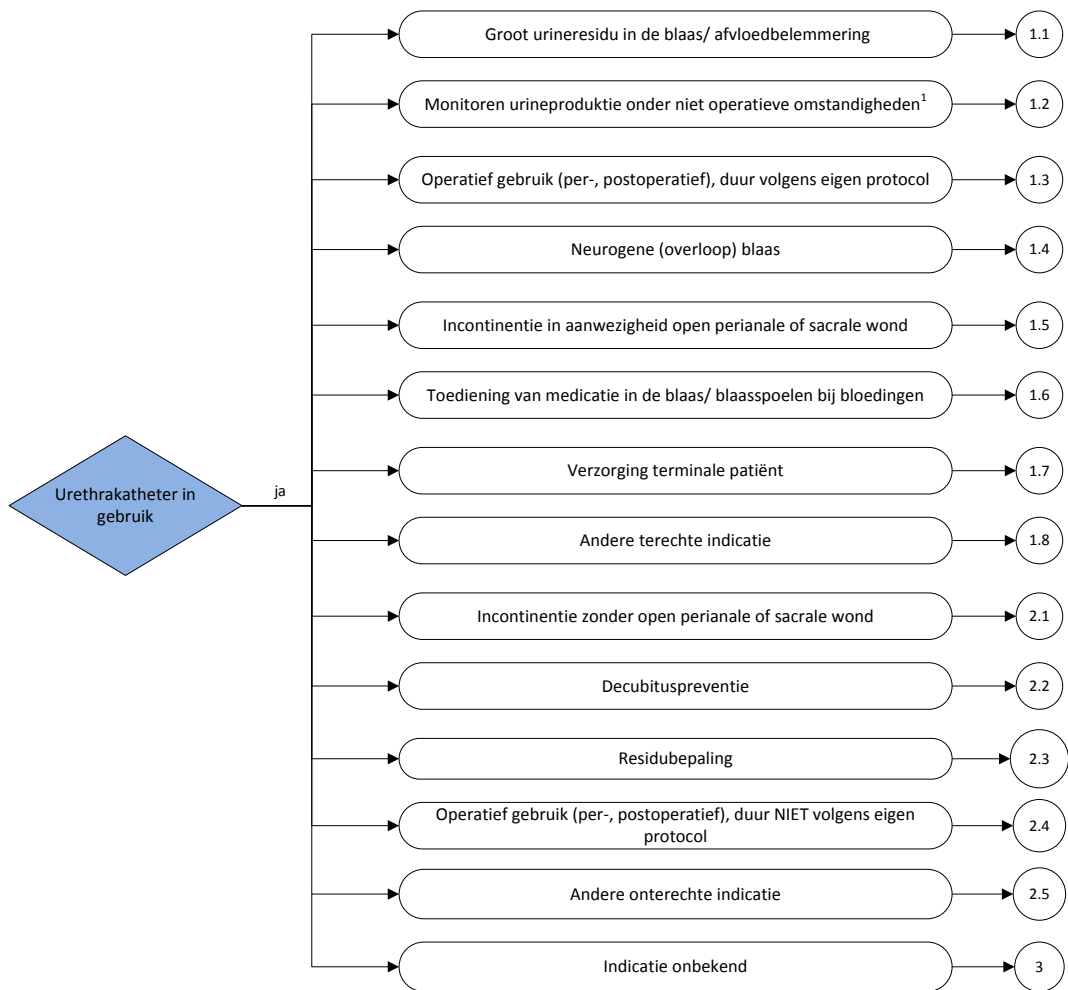 Groot urineresidu in de blaas/ afvloedbelemmering
1.1
Monitoren urineproduktie onder niet operatieve omstandigheden1
1.2
Operatief gebruik (per-, postoperatief), duur volgens eigen protocol
1.3
Neurogene (overloop) blaas
1.4
Incontinentie in aanwezigheid open perianale of sacrale wond
1.5
Toediening van medicatie in de blaas/ blaasspoelen bij bloedingen
1.6
Verzorging terminale patiënt
1.7
Urethrakatheter in
gebruik
ja
Andere terechte indicatie
1.8
Incontinentie zonder open perianale of sacrale wond
2.1
Decubituspreventie
2.2
Residubepaling
2.3
Operatief gebruik (per-, postoperatief), duur NIET volgens eigen
protocol
2.4
Andere onterechte indicatie
2.5
Indicatie onbekend
3